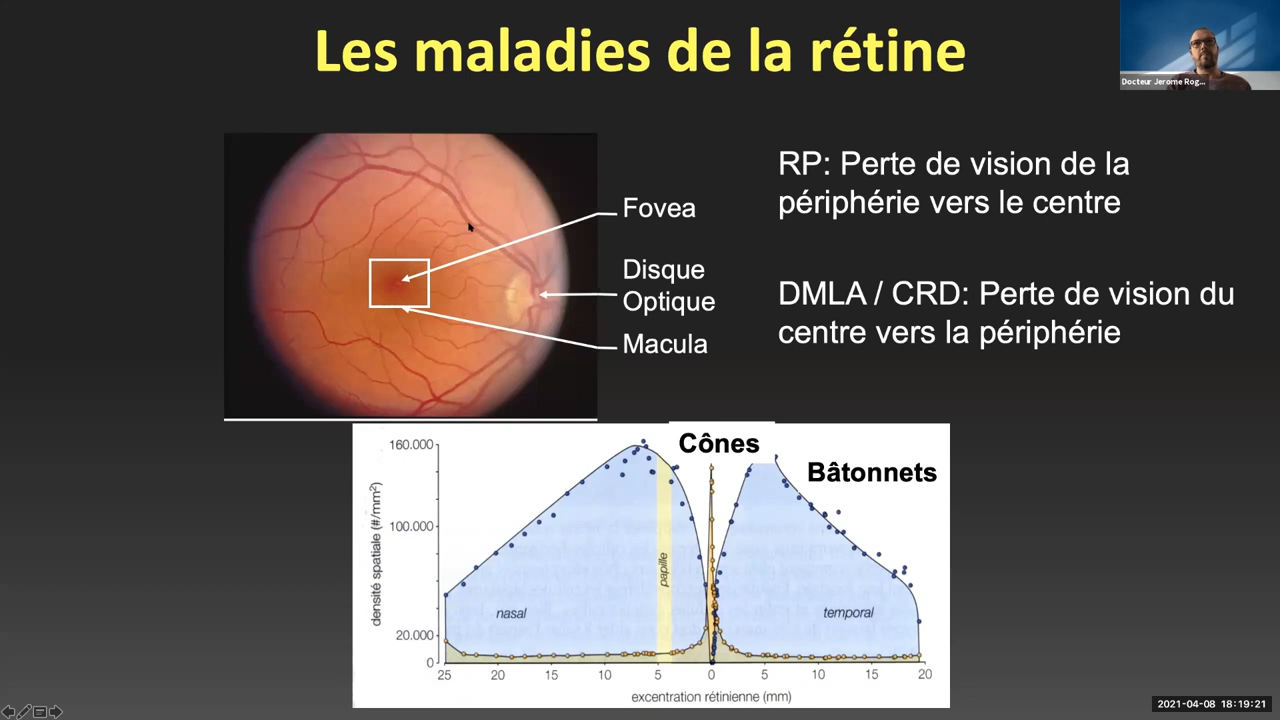 Les maladies de la rétine
Docteur Jerome Rog...
Fovea
Disque
Optique
Macula
RP: Perte de vision de la
périphérie vers le centre
DMLA / CRD: Perte de vision du
centre vers la périphérie
Cônes
Bâtonnets
densité spatiale (#/mm²)
160.000
100.000
20.000
0
nasal
papille
temporal
25 20 15 10 5 0 5 10 15 20
excentration rétinienne (mm)
2021-04-08 18:19:21